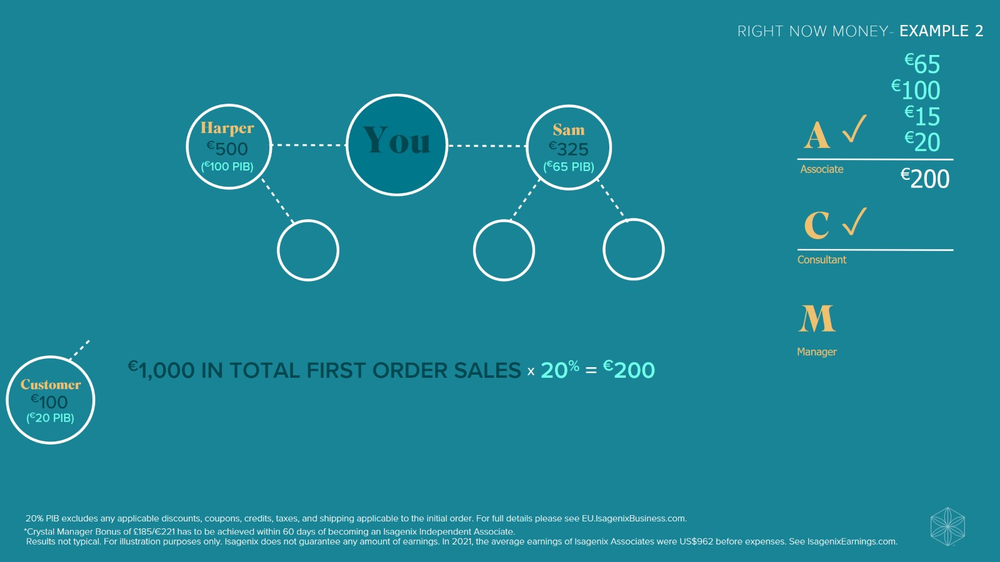 RIGHT NOW MONEY- EXAMPLE 2
€65
€100
€15
€20
€200
A ✓
Associate
C ✓
Consultant
M
Manager
Harper
€500
(€100 PIB)
You
Sam
€325
(€65 PIB)
Customer
€100
(€20 PIB)
€1,000 IN TOTAL FIRST ORDER SALES x 20% = €200
20% PIB excludes any applicable discounts, coupons, credits, taxes, and shipping applicable to the initial order. For full details please see EU.IsagenixBusiness.com.
*Crystal Manager Bonus of £185/€221 has to be achieved within 60 days of becoming an Isagenix Independent Associate.
Results not typical. For illustration purposes only. Isagenix does not guarantee any amount of earnings. In 2021, the average earnings of Isagenix Associates were US$962 before expenses. See IsagenixEarnings.com.